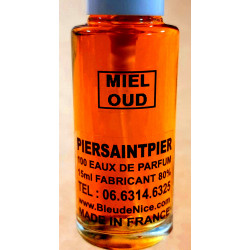 MIEL
OUD
PIERSAINTPIER
100 EAUX DE PARFUM
15ml FABRICANT 80%
TEL : 06.6314.6325
www.BleudeNice.com
MADE IN FRANCE